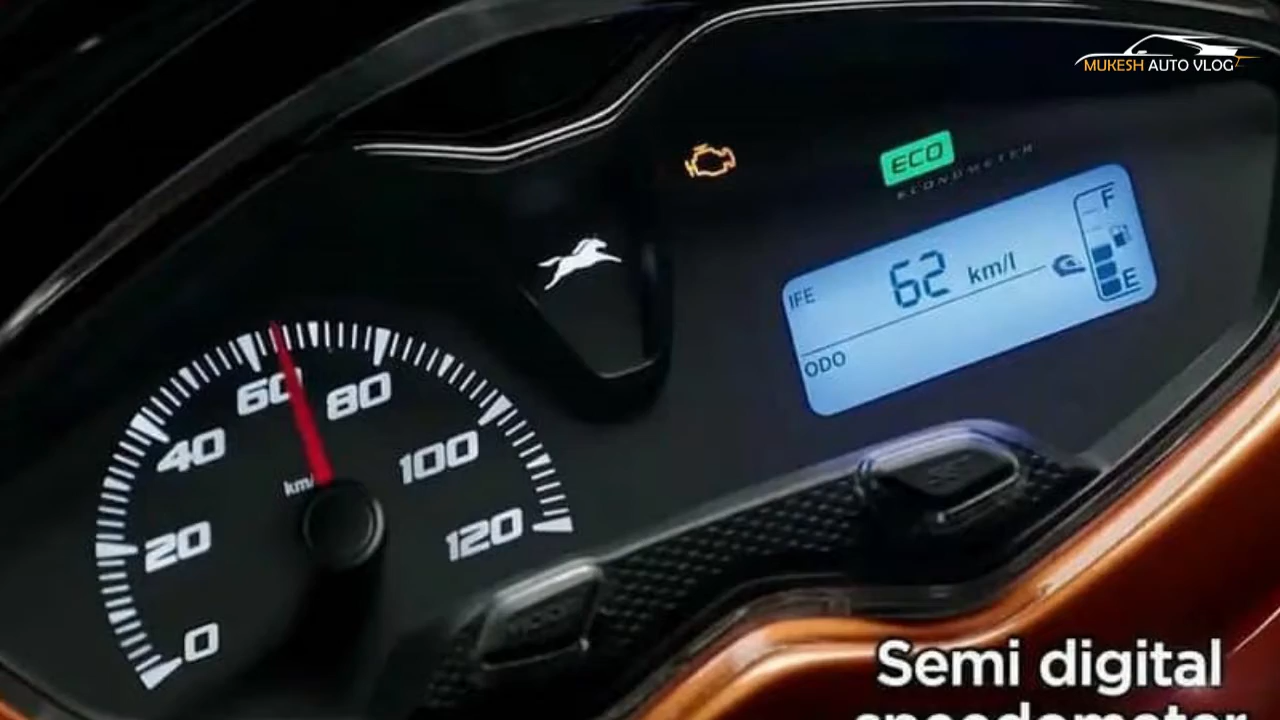 MUKESH AUTO VLOG
ECO
ECONOMETER
F
IFE 62 km/l
E
ODO
0
20
40
60
80
100
120
km/
Semi digital
speedometer